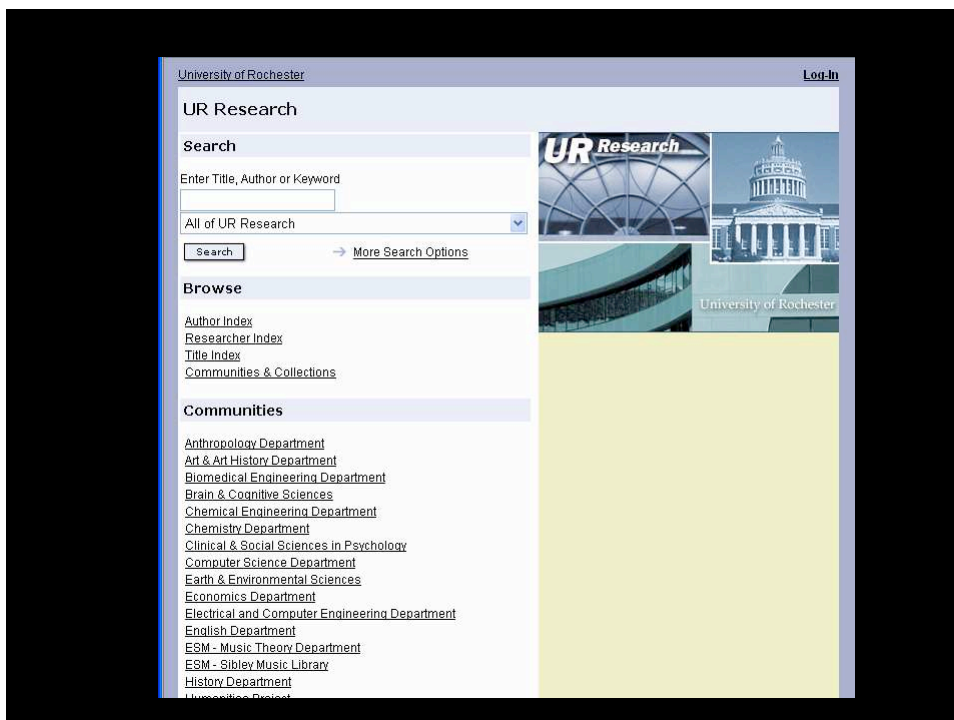 University of Rochester
Log-In
UR Research
Search
Enter Title, Author or Keyword
All of UR Research
Search
More Search Options
Browse
Author Index
Researcher Index
Title Index
Communities & Collections
Communities
Anthropology Department
Art & Art History Department
Biomedical Engineering Department
Brain & Cognitive Sciences
Chemical Engineering Department
Chemistry Department
Clinical & Social Sciences in Psychology
Computer Science Department
Earth & Environmental Sciences
Economics Department
Electrical and Computer Engineering Department
English Department
ESM - Music Theory Department
ESM - Sibley Music Library
History Department
Humanities Project
UR Research
University of Rochester